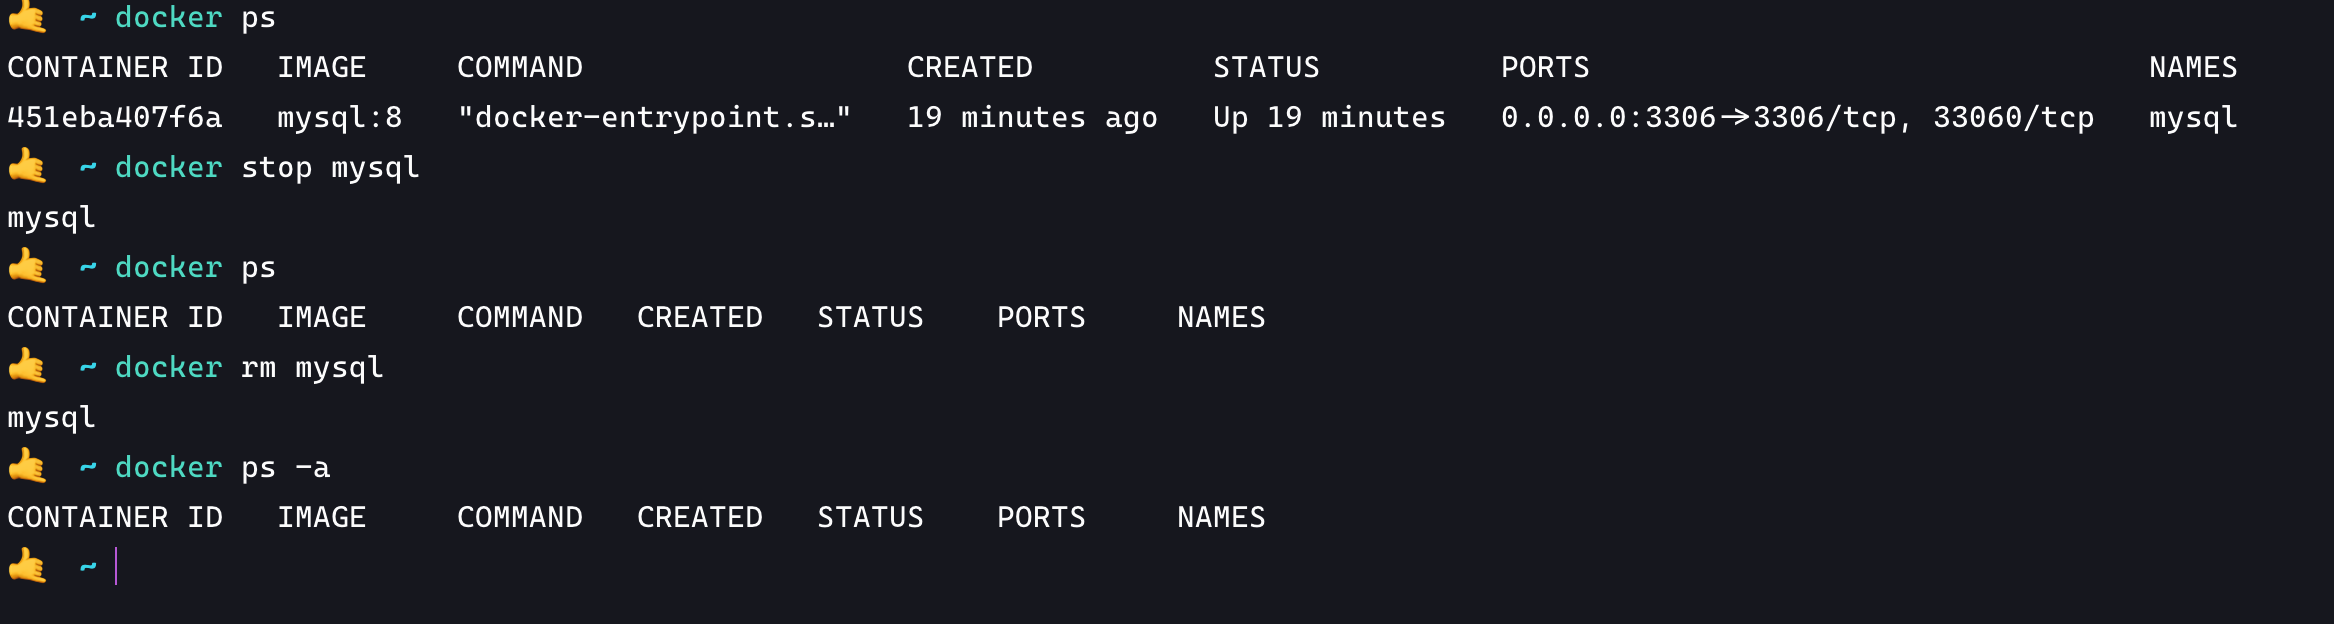 🤙 ~ docker ps
CONTAINER ID   IMAGE     COMMAND                  CREATED          STATUS          PORTS                               NAMES
451eba407f6a   mysql:8   "docker-entrypoint.s…"   19 minutes ago   Up 19 minutes   0.0.0.0:3306->3306/tcp, 33060/tcp   mysql
🤙 ~ docker stop mysql
mysql
🤙 ~ docker ps
CONTAINER ID   IMAGE     COMMAND   CREATED   STATUS    PORTS     NAMES
🤙 ~ docker rm mysql
mysql
🤙 ~ docker ps -a
CONTAINER ID   IMAGE     COMMAND   CREATED   STATUS    PORTS     NAMES
🤙 ~